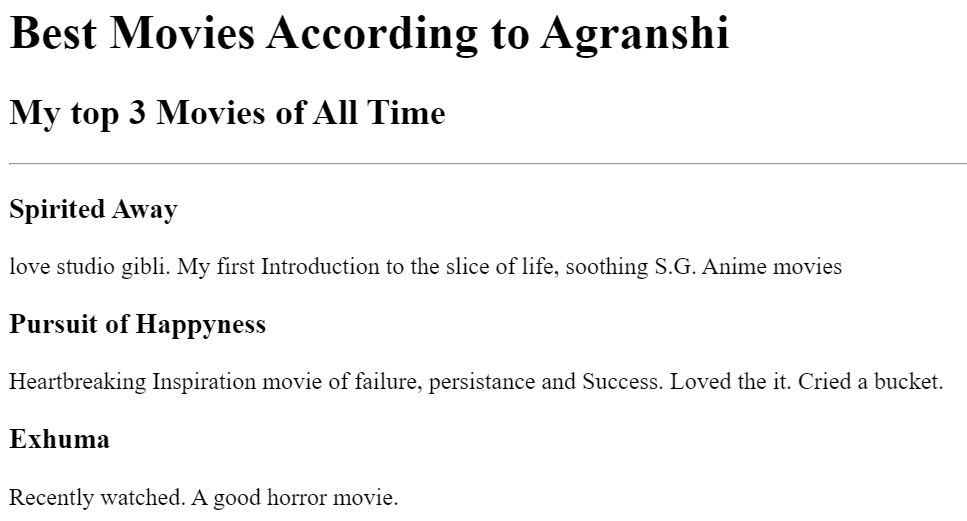 Best Movies According to Agranshi
My top 3 Movies of All Time
Spirited Away
love studio gibli. My first Introduction to the slice of life, soothing S.G. Anime movies
Pursuit of Happyness
Heartbreaking Inspiration movie of failure, persistance and Success. Loved the it. Cried a bucket.
Exhuma
Recently watched. A good horror movie.